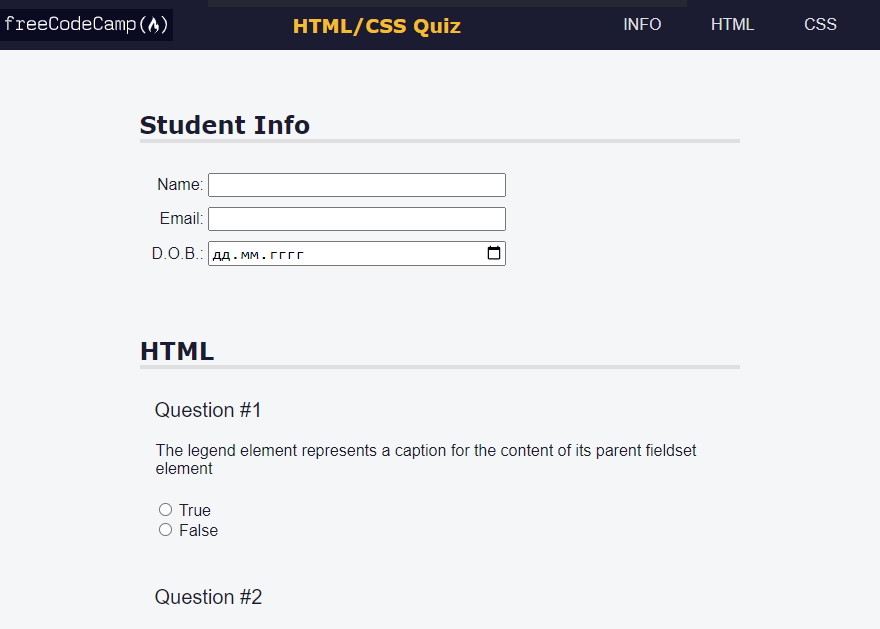 freeCodeCamp(🔥)
HTML/CSS Quiz
INFO
HTML
CSS
Student Info
Name:
Email:
D.O.B.:
дд.мм.гггг
HTML
Question #1
The legend element represents a caption for the content of its parent fieldset
element
True
False
Question #2